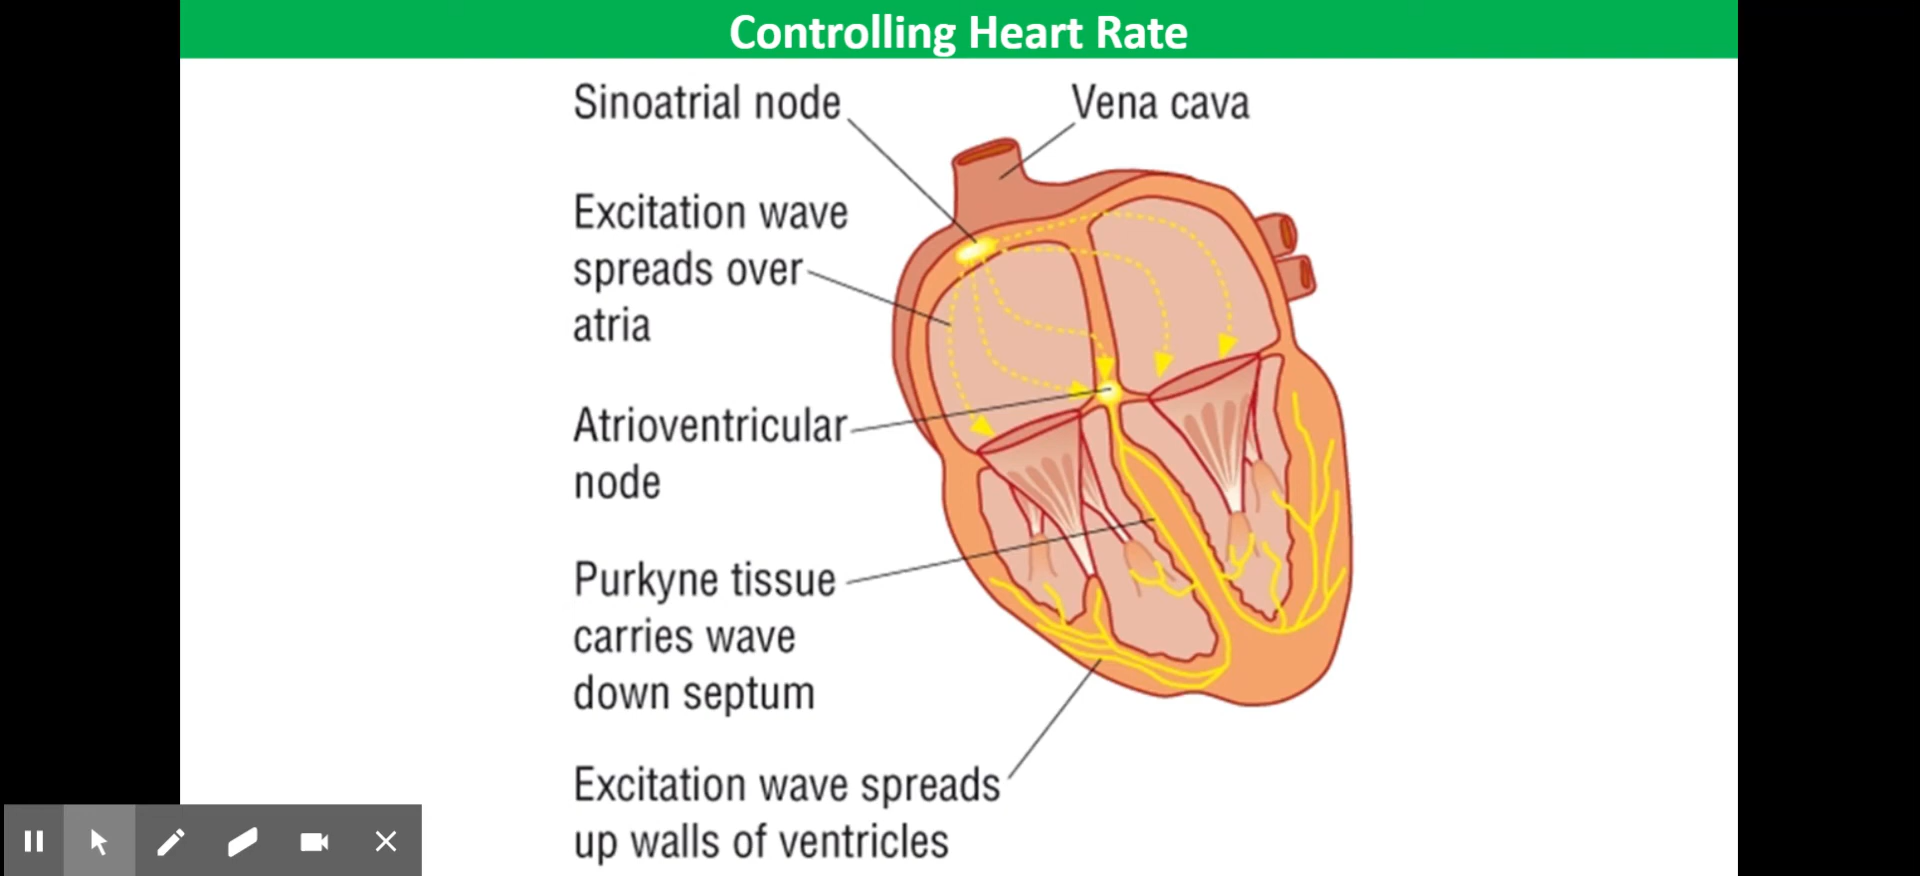 Controlling Heart Rate
Sinoatrial node
Vena cava
Excitation wave
spreads over
atria
Atrioventricular
node
Purkyne tissue
carries wave
down septum
Excitation wave spreads
up walls of ventricles